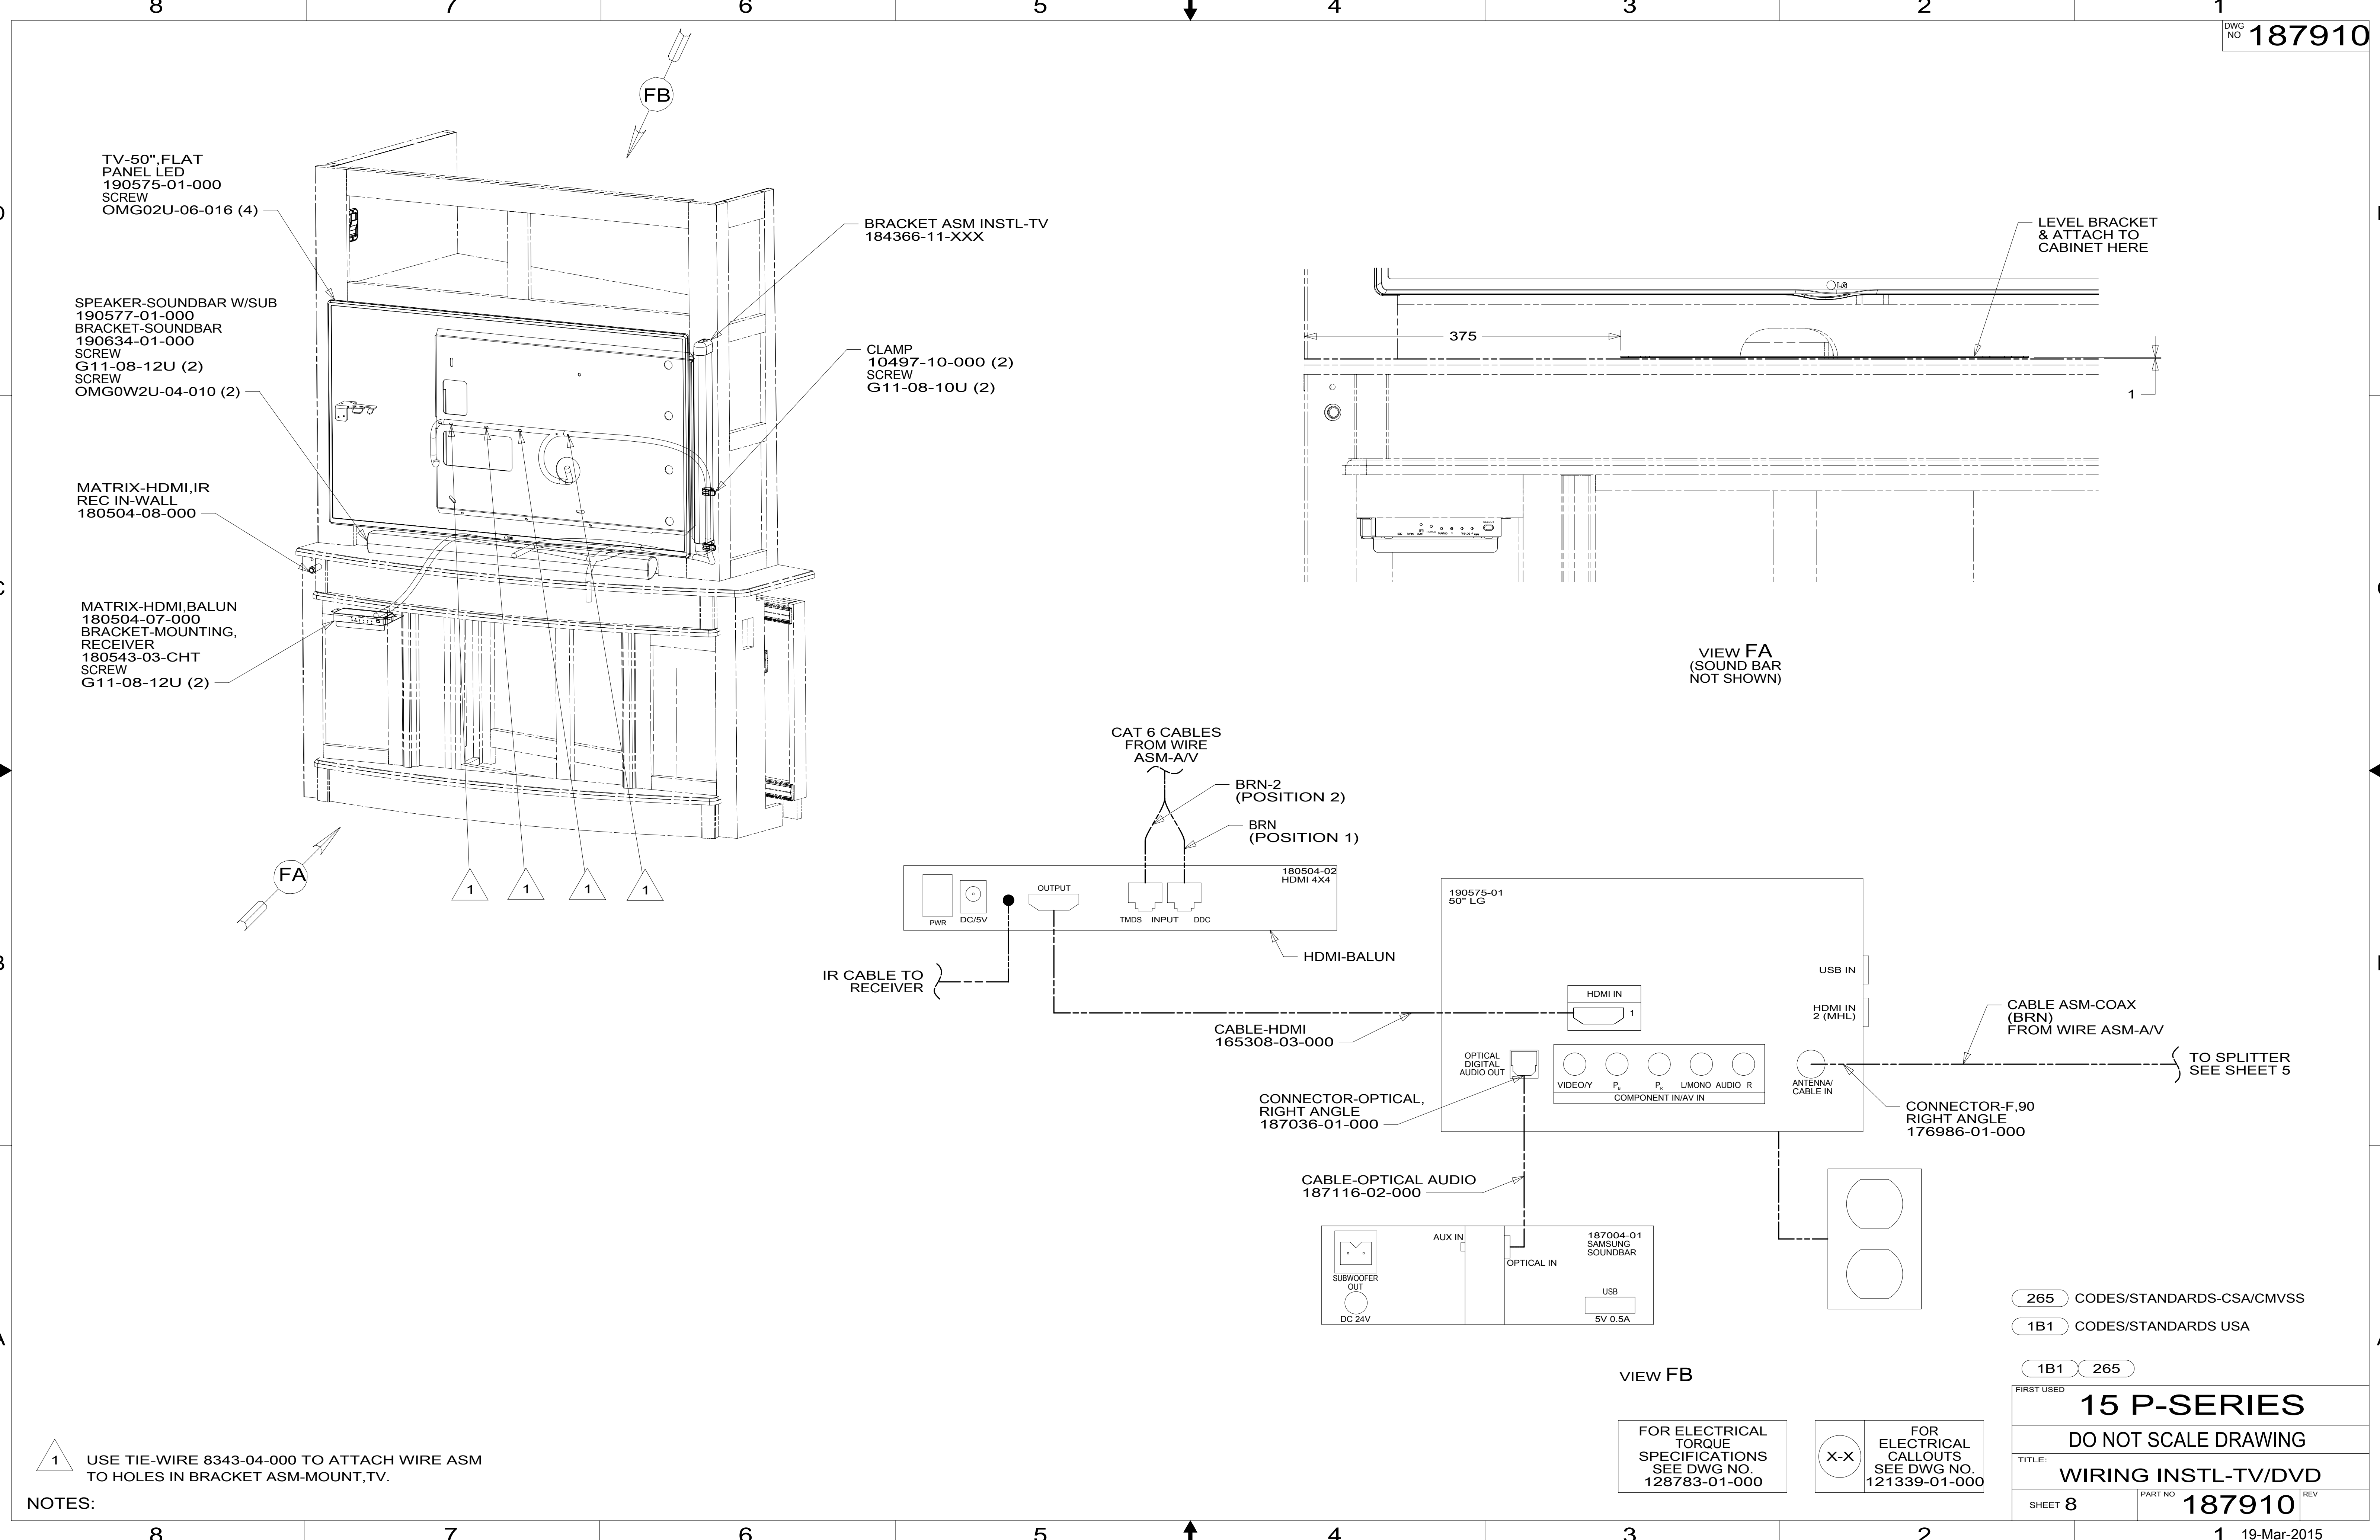 8 7 6 5 4 3 2 1
DWG
NO 187910
FB
TV-50",FLAT
PANEL LED
190575-01-000
SCREW
OMG02U-06-016 (4)
SPEAKER-SOUNDBAR W/SUB
190577-01-000
BRACKET-SOUNDBAR
190634-01-000
SCREW
G11-08-12U (2)
SCREW
OMG0W2U-04-010 (2)
MATRIX-HDMI,IR
REC IN-WALL
180504-08-000
MATRIX-HDMI,BALUN
180504-07-000
BRACKET-MOUNTING,
RECEIVER
180543-03-CHT
SCREW
G11-08-12U (2)
BRACKET ASM INSTL-TV
184366-11-XXX
CLAMP
10497-10-000 (2)
SCREW
G11-08-10U (2)
FA
1 1 1 1
LEVEL BRACKET
& ATTACH TO
CABINET HERE
LG
375
1
SELECT
VIEW FA
(SOUND BAR
NOT SHOWN)
CAT 6 CABLES
FROM WIRE
ASM-A/V
BRN-2
(POSITION 2)
BRN
(POSITION 1)
180504-02
HDMI 4X4
PWR
DC/5V
OUTPUT
TMDS INPUT DDC
HDMI-BALUN
IR CABLE TO
RECEIVER
CABLE-HDMI
165308-03-000
190575-01
50" LG
USB IN
HDMI IN
2 (MHL)
HDMI IN
1
OPTICAL
DIGITAL
AUDIO OUT
VIDEO/Y PB PR L/MONO AUDIO R
COMPONENT IN/AV IN
ANTENNA/
CABLE IN
CABLE ASM-COAX
(BRN)
FROM WIRE ASM-A/V
TO SPLITTER
SEE SHEET 5
CONNECTOR-F,90
RIGHT ANGLE
176986-01-000
CONNECTOR-OPTICAL,
RIGHT ANGLE
187036-01-000
CABLE-OPTICAL AUDIO
187116-02-000
SUBWOOFER
OUT
DC 24V
AUX IN
OPTICAL IN
187004-01
SAMSUNG
SOUNDBAR
USB
5V 0.5A
VIEW FB
265 CODES/STANDARDS-CSA/CMVSS
1B1 CODES/STANDARDS USA
1B1 265
FOR ELECTRICAL
TORQUE
SPECIFICATIONS
SEE DWG NO.
128783-01-000
X-X
FOR
ELECTRICAL
CALLOUTS
SEE DWG NO.
121339-01-000
FIRST USED
15 P-SERIES
DO NOT SCALE DRAWING
TITLE:
WIRING INSTL-TV/DVD
SHEET 8
PART NO 187910 REV
1 USE TIE-WIRE 8343-04-000 TO ATTACH WIRE ASM
TO HOLES IN BRACKET ASM-MOUNT,TV.
NOTES:
8 7 6 5 4 3 2 1
19-Mar-2015